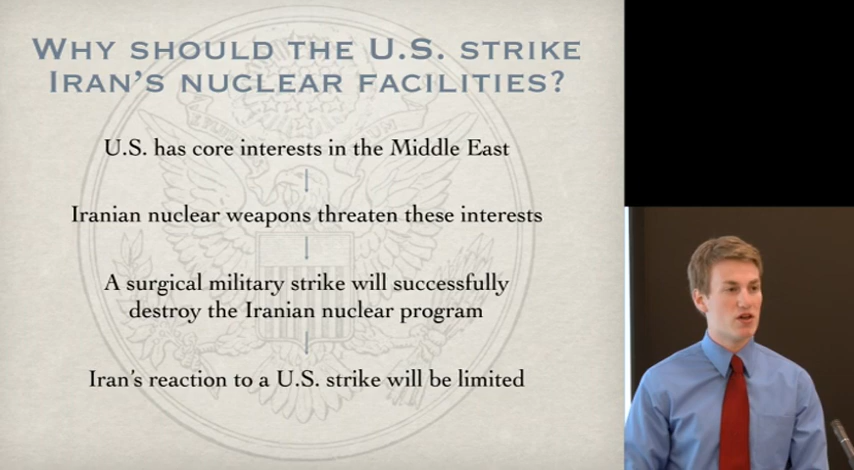 WHY SHOULD THE U.S. STRIKE
IRAN'S NUCLEAR FACILITIES?
U.S. has core interests in the Middle East
Iranian nuclear weapons threaten these interests
A surgical military strike will successfully
destroy the Iranian nuclear program
Iran's reaction to a U.S. strike will be limited